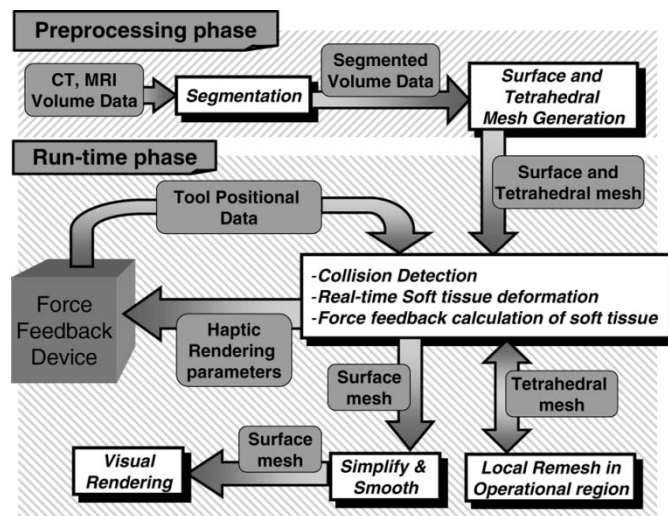 Preprocessing phase
CT, MRI
Volume Data
Segmentation
Segmented
Volume Data
Surface and
Tetrahedral
Mesh Generation
Surface and
Tetrahedral mesh
Run-time phase
Tool Positional
Data
Force
Feedback
Device
-Collision Detection
-Real-time Soft tissue deformation
-Force feedback calculation of soft tissue
Haptic
Rendering
parameters
Surface
mesh
Tetrahedral
mesh
Visual
Rendering
Surface
mesh
Simplify &
Smooth
Local Remesh in
Operational region